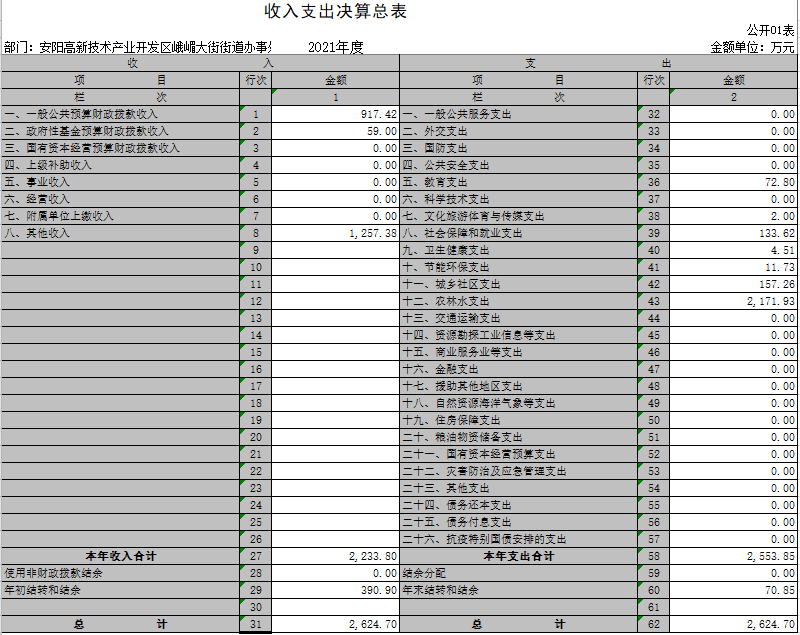 收入支出决算总表
公开01表
部门：安阳高新技术产业开发区峨嵋大街街道办事处 2021年度 金额单位：万元
收 入 支 出
项 目 行次 金额 项 目 行次 金额
栏 次 1 栏 次 2
一、一般公共预算财政拨款收入 1 917.42 一、一般公共服务支出 32 0.00
二、政府性基金预算财政拨款收入 2 59.00 二、外交支出 33 0.00
三、国有资本经营预算财政拨款收入 3 0.00 三、国防支出 34 0.00
四、上级补助收入 4 0.00 四、公共安全支出 35 0.00
五、事业收入 5 0.00 五、教育支出 36 72.80
六、经营收入 6 0.00 六、科学技术支出 37 0.00
七、附属单位上缴收入 7 0.00 七、文化旅游体育与传媒支出 38 2.00
八、其他收入 8 1,257.38 八、社会保障和就业支出 39 133.62
9 九、卫生健康支出 40 4.51
10 十、节能环保支出 41 11.73
11 十一、城乡社区支出 42 157.26
12 十二、农林水支出 43 2,171.93
13 十三、交通运输支出 44 0.00
14 十四、资源勘探工业信息等支出 45 0.00
15 十五、商业服务业等支出 46 0.00
16 十六、金融支出 47 0.00
17 十七、援助其他地区支出 48 0.00
18 十八、自然资源海洋气象等支出 49 0.00
19 十九、住房保障支出 50 0.00
20 二十、粮油物资储备支出 51 0.00
21 二十一、国有资本经营预算支出 52 0.00
22 二十二、灾害防治及应急管理支出 53 0.00
23 二十三、其他支出 54 0.00
24 二十四、债务还本支出 55 0.00
25 二十五、债务付息支出 56 0.00
26 二十六、抗疫特别国债安排的支出 57 0.00
本年收入合计 27 2,233.80 本年支出合计 58 2,553.85
使用非财政拨款结余 28 0.00 结余分配 59 0.00
年初结转和结余 29 390.90 年末结转和结余 60 70.85
30 61
总 计 31 2,624.70 总 计 62 2,624.70